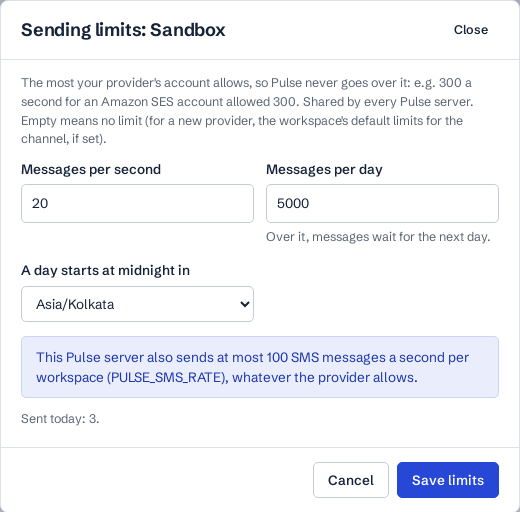 Sending limits: Sandbox
Close
The most your provider's account allows, so Pulse never goes over it: e.g. 300 a
second for an Amazon SES account allowed 300. Shared by every Pulse server.
Empty means no limit (for a new provider, the workspace's default limits for the
channel, if set).
Messages per second
Messages per day
20
5000
Over it, messages wait for the next day.
A day starts at midnight in
Asia/Kolkata
This Pulse server also sends at most 100 SMS messages a second per
workspace (PULSE_SMS_RATE), whatever the provider allows.
Sent today: 3.
Cancel
Save limits